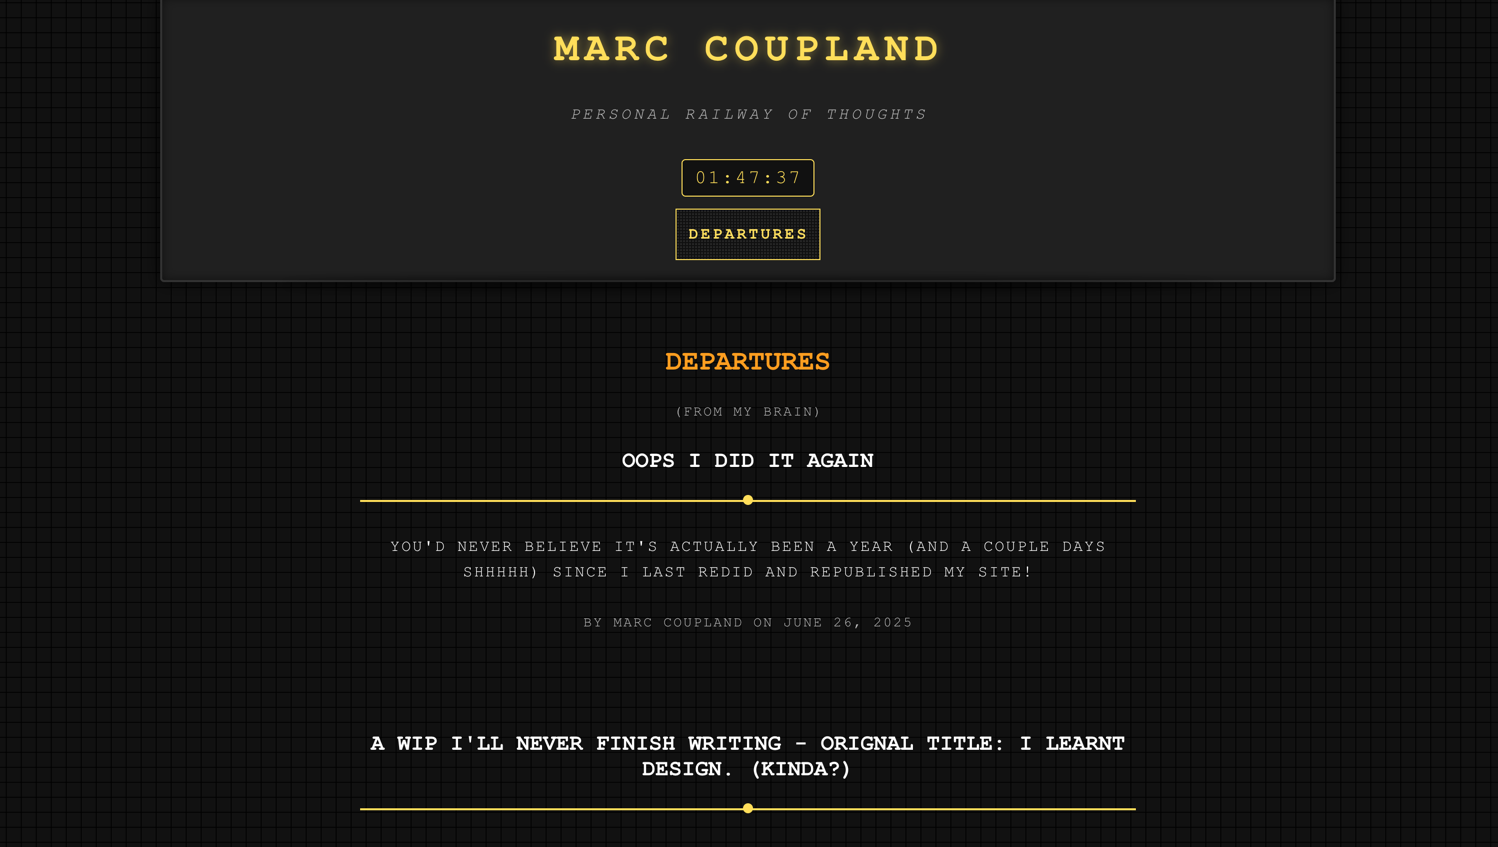 MARC COUPLAND
PERSONAL RAILWAY OF THOUGHTS
01:47:37
DEPARTURES
DEPARTURES
(FROM MY BRAIN)
OOPS I DID IT AGAIN
YOU'D NEVER BELIEVE IT'S ACTUALLY BEEN A YEAR (AND A COUPLE DAYS
SHHHHH) SINCE I LAST REDID AND REPUBLISHED MY SITE!
BY MARC COUPLAND ON JUNE 26, 2025
A WIP I'LL NEVER FINISH WRITING - ORIGNAL TITLE: I LEARNT
DESIGN. (KINDA?)